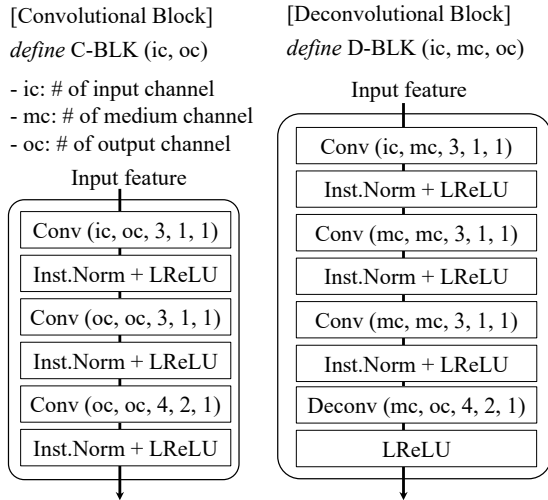 [Convolutional Block]
define C-BLK (ic, oc)
- ic: # of input channel
- mc: # of medium channel
- oc: # of output channel
Input feature
Conv (ic, oc, 3, 1, 1)
Inst.Norm + LReLU
Conv (oc, oc, 3, 1, 1)
Inst.Norm + LReLU
Conv (oc, oc, 4, 2, 1)
Inst.Norm + LReLU
[Deconvolutional Block]
define D-BLK (ic, mc, oc)
Input feature
Conv (ic, mc, 3, 1, 1)
Inst.Norm + LReLU
Conv (mc, mc, 3, 1, 1)
Inst.Norm + LReLU
Conv (mc, mc, 3, 1, 1)
Inst.Norm + LReLU
Deconv (mc, oc, 4, 2, 1)
LReLU